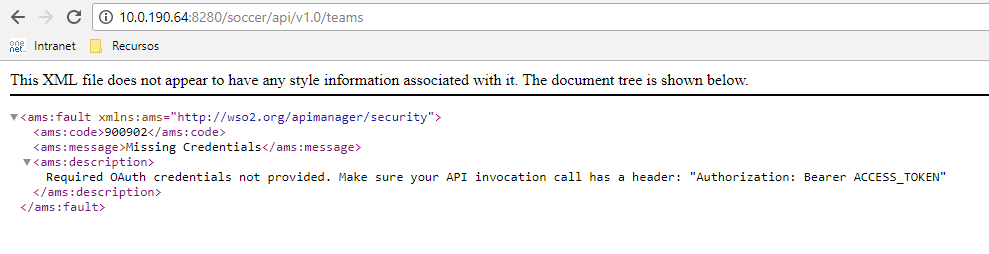 10.0.190.64:8280/soccer/api/v1.0/teams
one net Intranet Recursos
This XML file does not appear to have any style information associated with it. The document tree is shown below.
<ams:fault xmlns:ams="http://wso2.org/apimanager/security">
<ams:code>900902</ams:code>
<ams:message>Missing Credentials</ams:message>
<ams:description>
Required OAuth credentials not provided. Make sure your API invocation call has a header: "Authorization: Bearer ACCESS_TOKEN"
</ams:description>
</ams:fault>